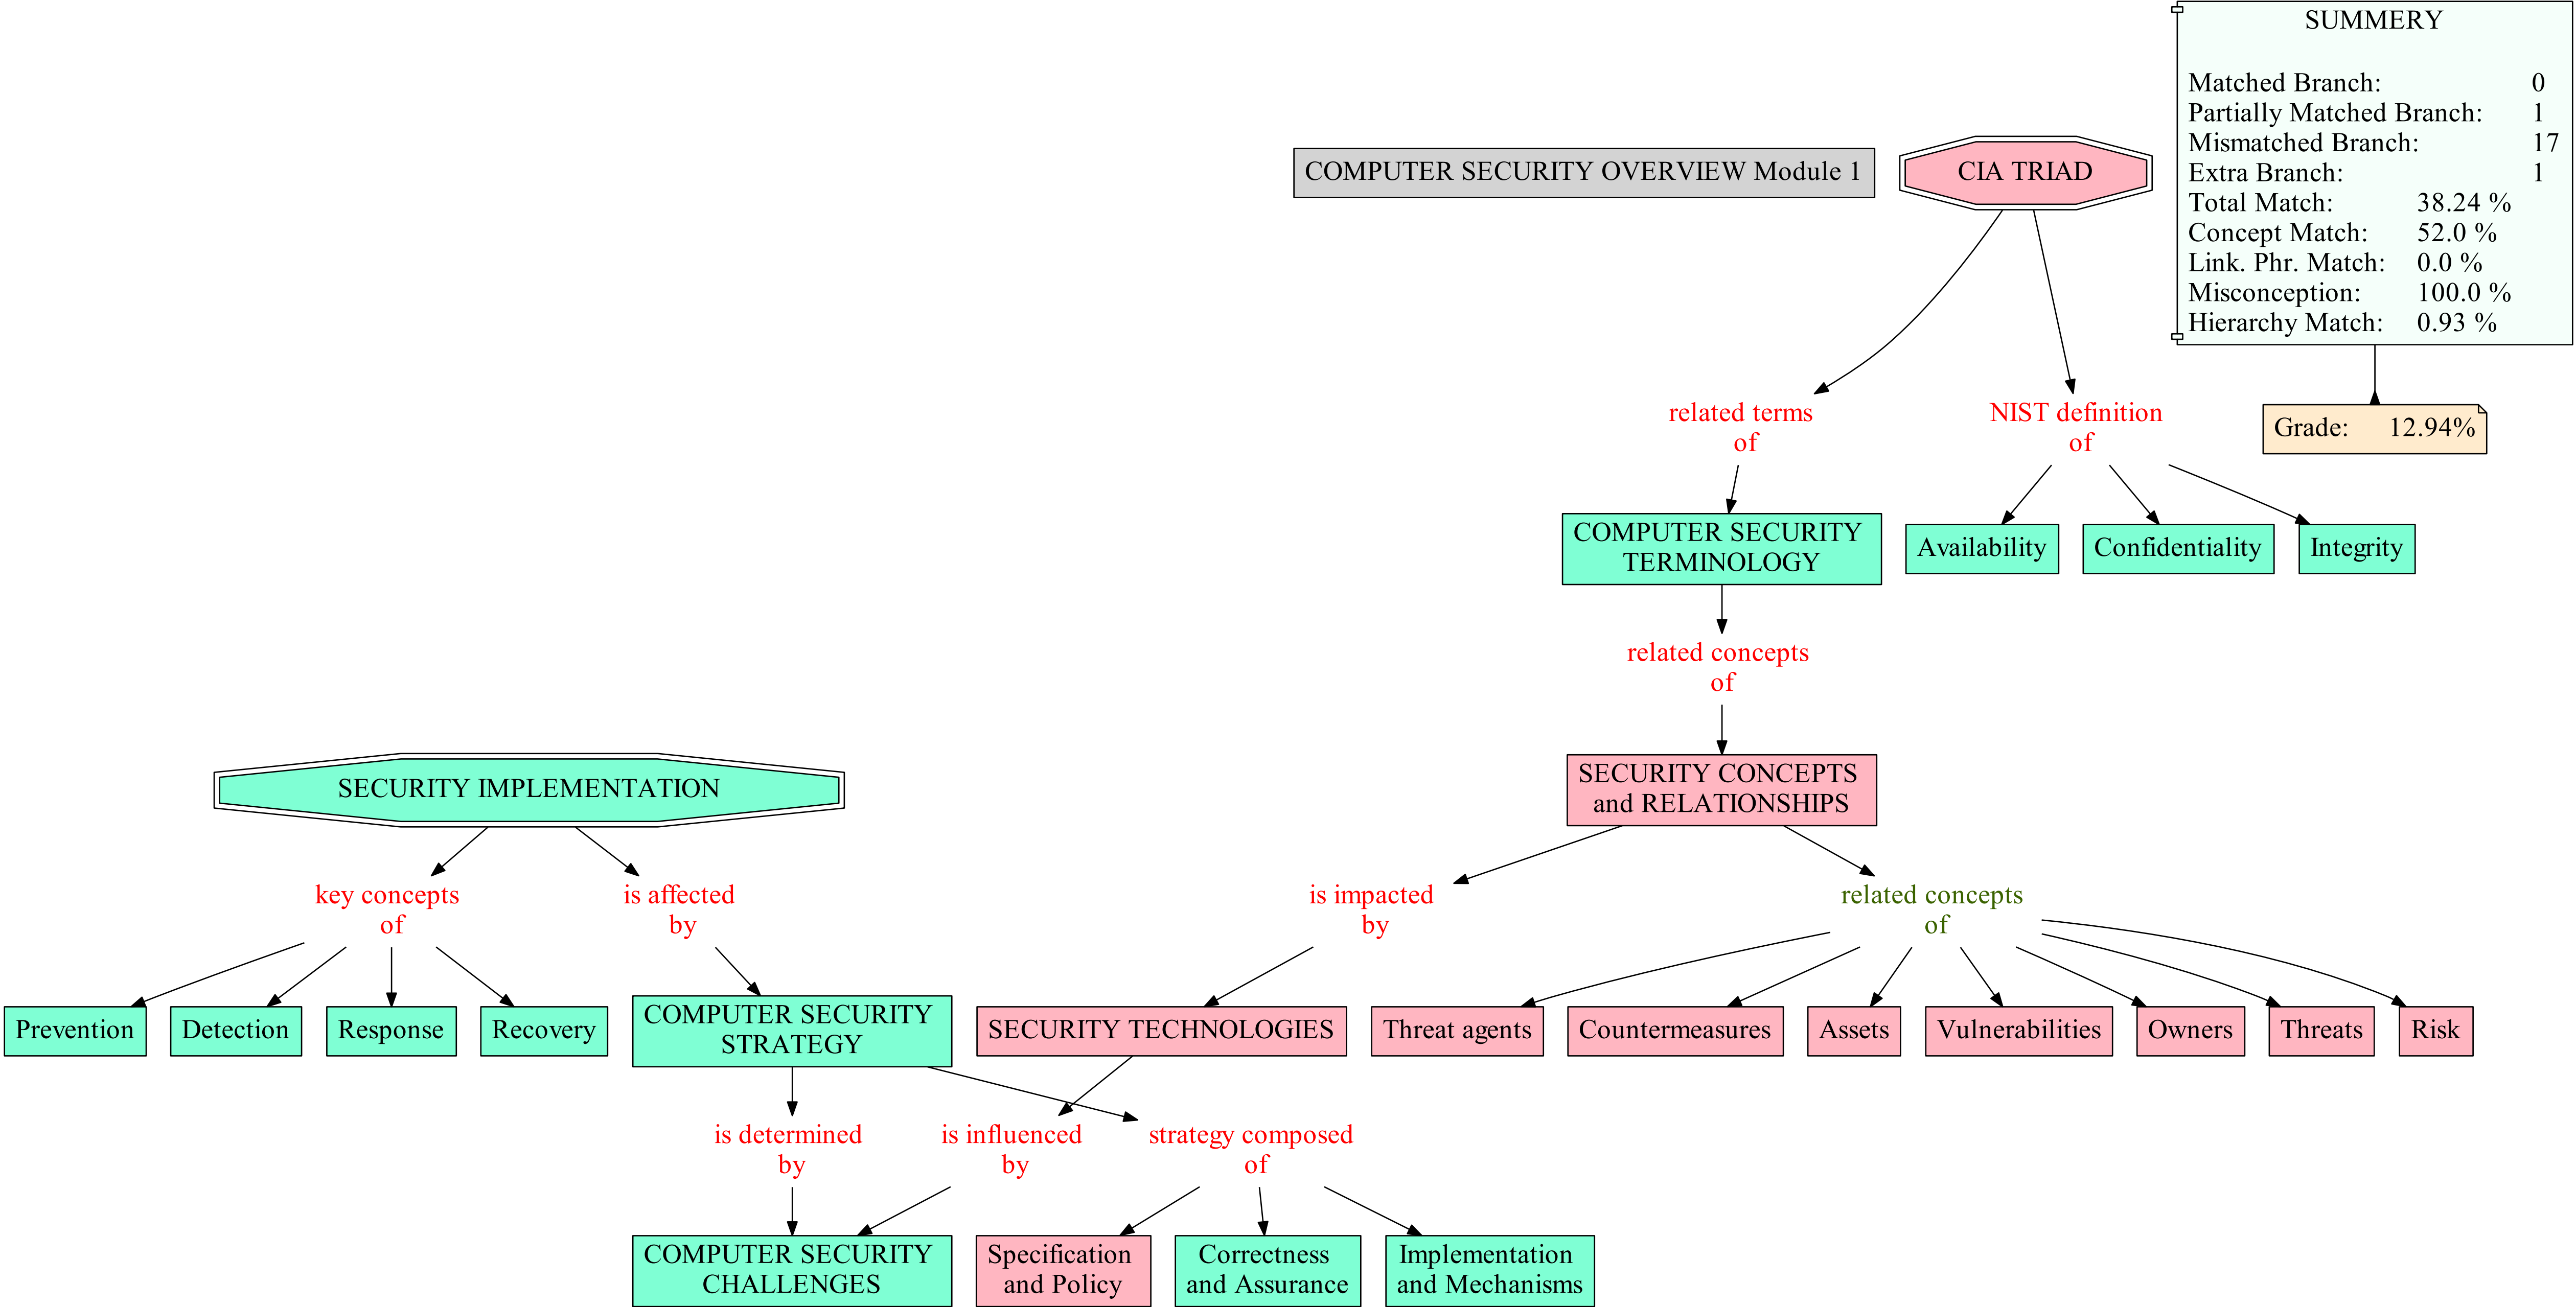 SUMMERY
Matched Branch: 0
Partially Matched Branch: 1
Mismatched Branch: 17
Extra Branch: 1
Total Match: 38.24 %
Concept Match: 52.0 %
Link. Phr. Match: 0.0 %
Misconception: 100.0 %
Hierarchy Match: 0.93 %
Grade: 12.94%
COMPUTER SECURITY OVERVIEW Module 1
CIA TRIAD
related terms
of
NIST definition
of
COMPUTER SECURITY
TERMINOLOGY
Availability
Confidentiality
Integrity
related concepts
of
SECURITY CONCEPTS
and RELATIONSHIPS
SECURITY IMPLEMENTATION
key concepts
of
is affected
by
is impacted
by
related concepts
of
Prevention
Detection
Response
Recovery
COMPUTER SECURITY
STRATEGY
SECURITY TECHNOLOGIES
Threat agents
Countermeasures
Assets
Vulnerabilities
Owners
Threats
Risk
is determined
by
is influenced
by
strategy composed
of
COMPUTER SECURITY
CHALLENGES
Specification
and Policy
Correctness
and Assurance
Implementation
and Mechanisms